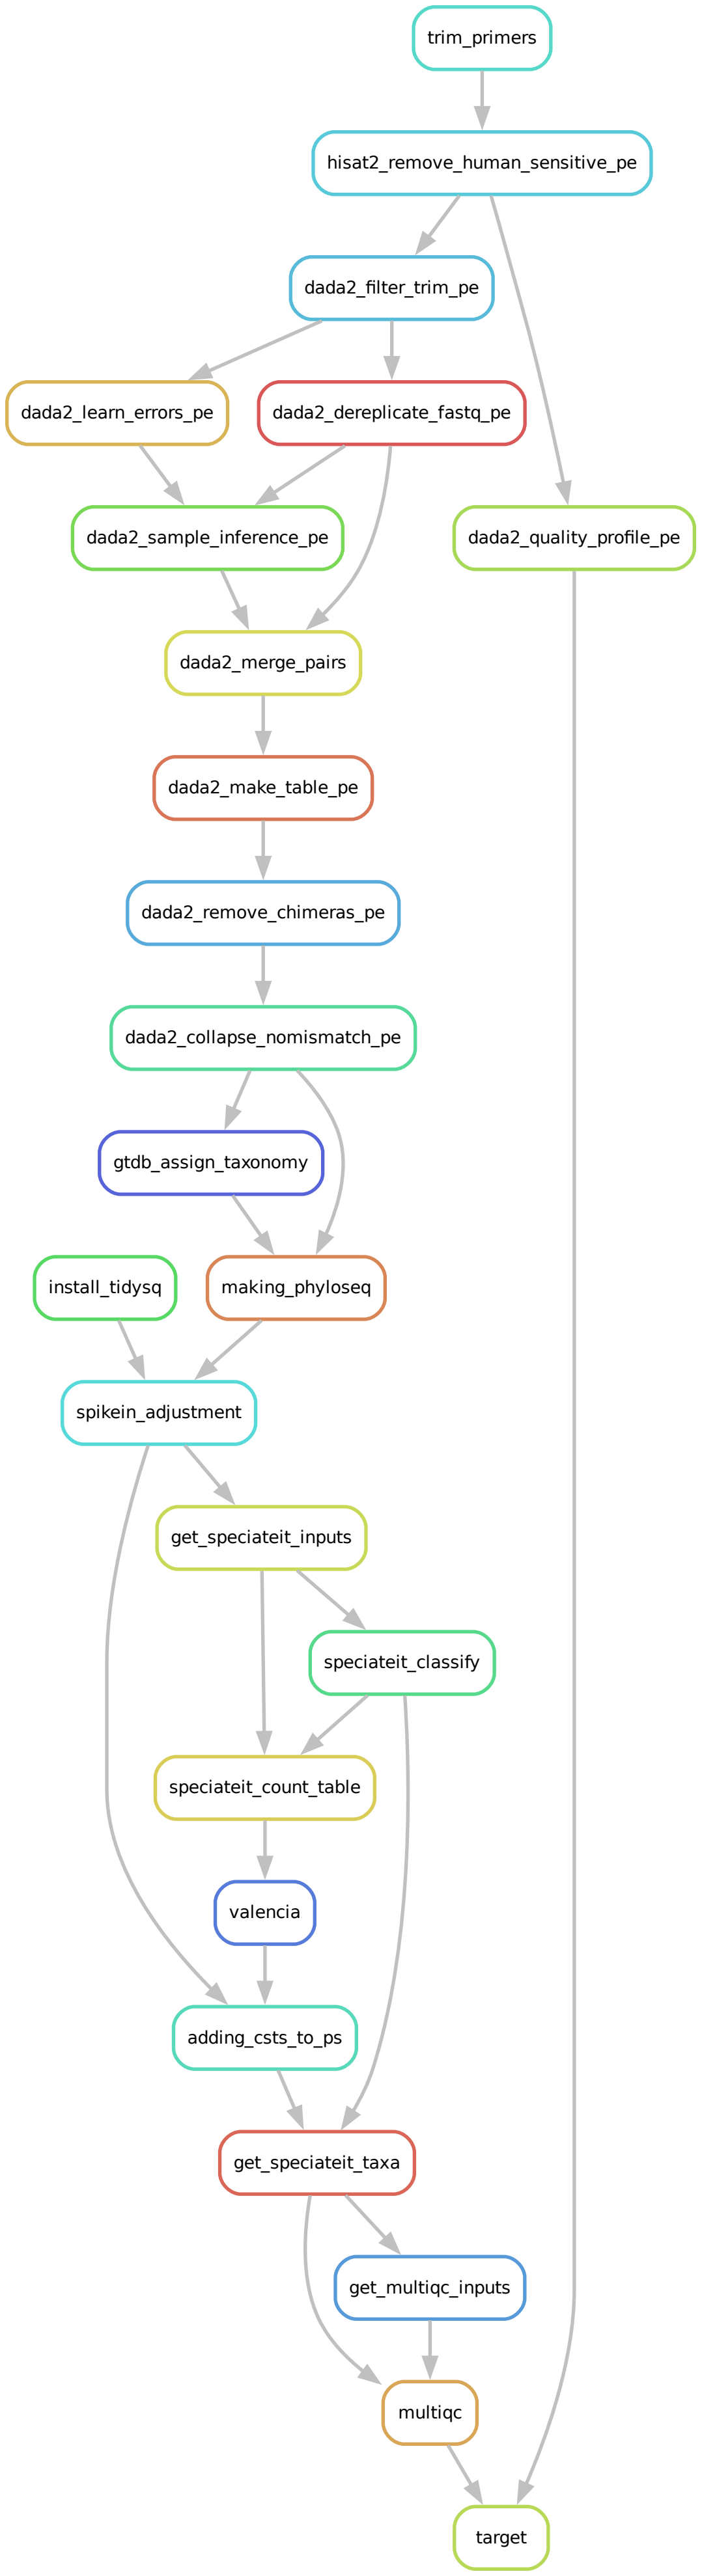 trim_primers
hisat2_remove_human_sensitive_pe
dada2_filter_trim_pe
dada2_learn_errors_pe
dada2_dereplicate_fastq_pe
dada2_sample_inference_pe
dada2_quality_profile_pe
dada2_merge_pairs
dada2_make_table_pe
dada2_remove_chimeras_pe
dada2_collapse_nomismatch_pe
gtdb_assign_taxonomy
install_tidysq
making_phyloseq
spikein_adjustment
get_speciateit_inputs
speciateit_classify
speciateit_count_table
valencia
adding_csts_to_ps
get_speciateit_taxa
get_multiqc_inputs
multiqc
target